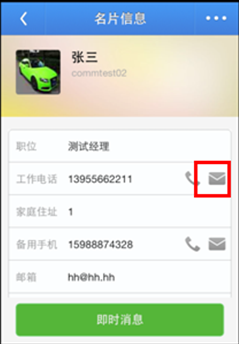 名片信息
张三
commtest02
职位 测试经理
工作电话 13955662211
家庭住址 1
备用手机 15988874328
邮箱 hh@hh.hh
即时消息